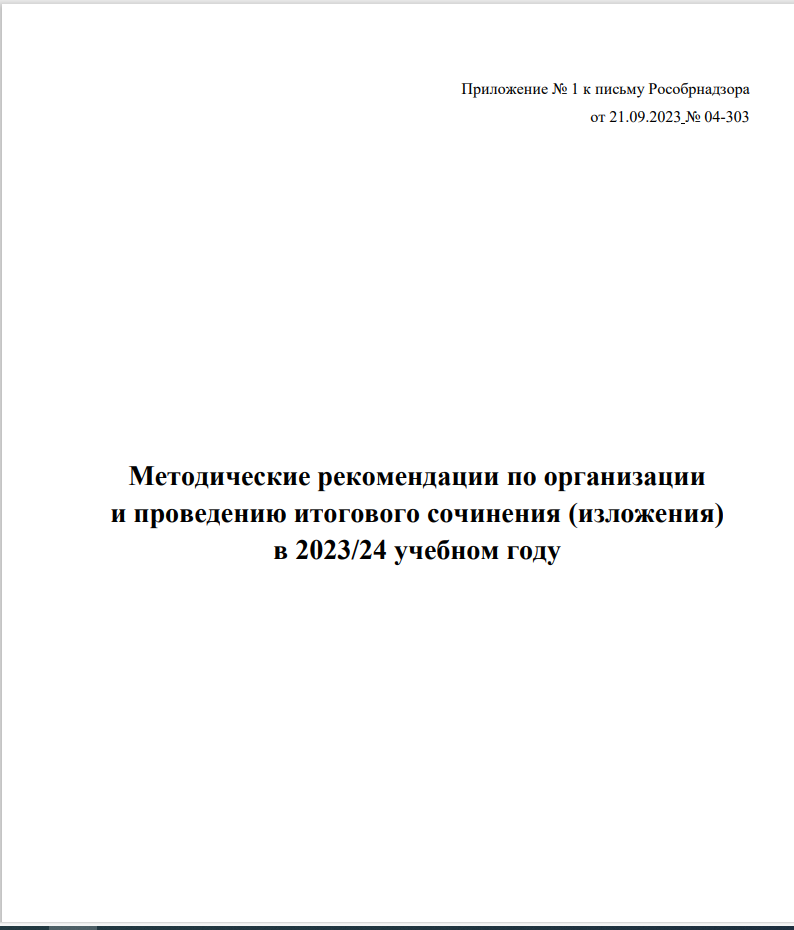 Приложение № 1 к письму Рособрнадзора
от 21.09.2023 № 04-303
Методические рекомендации по организации
и проведению итогового сочинения (изложения)
в 2023/24 учебном году